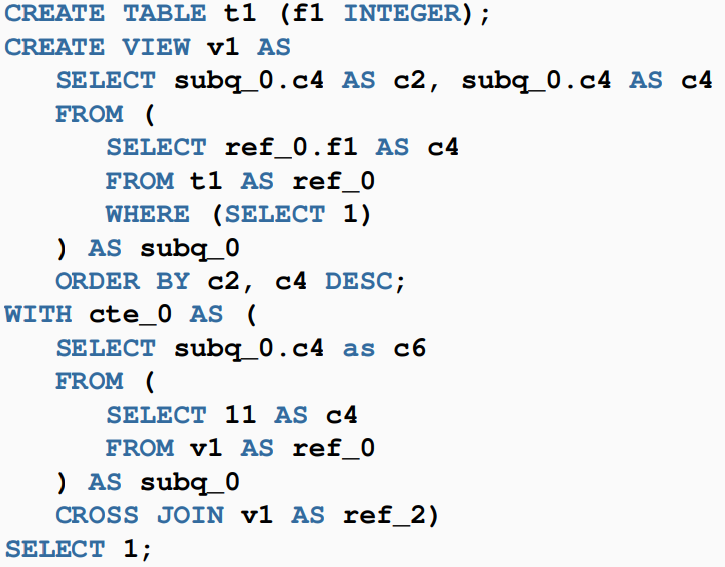 CREATE TABLE t1 (f1 INTEGER);
CREATE VIEW v1 AS
   SELECT subq_0.c4 AS c2, subq_0.c4 AS c4
   FROM (
      SELECT ref_0.f1 AS c4
      FROM t1 AS ref_0
      WHERE (SELECT 1)
   ) AS subq_0
   ORDER BY c2, c4 DESC;
WITH cte_0 AS (
   SELECT subq_0.c4 as c6
   FROM (
      SELECT 11 AS c4
      FROM v1 AS ref_0
   ) AS subq_0
   CROSS JOIN v1 AS ref_2)
SELECT 1;